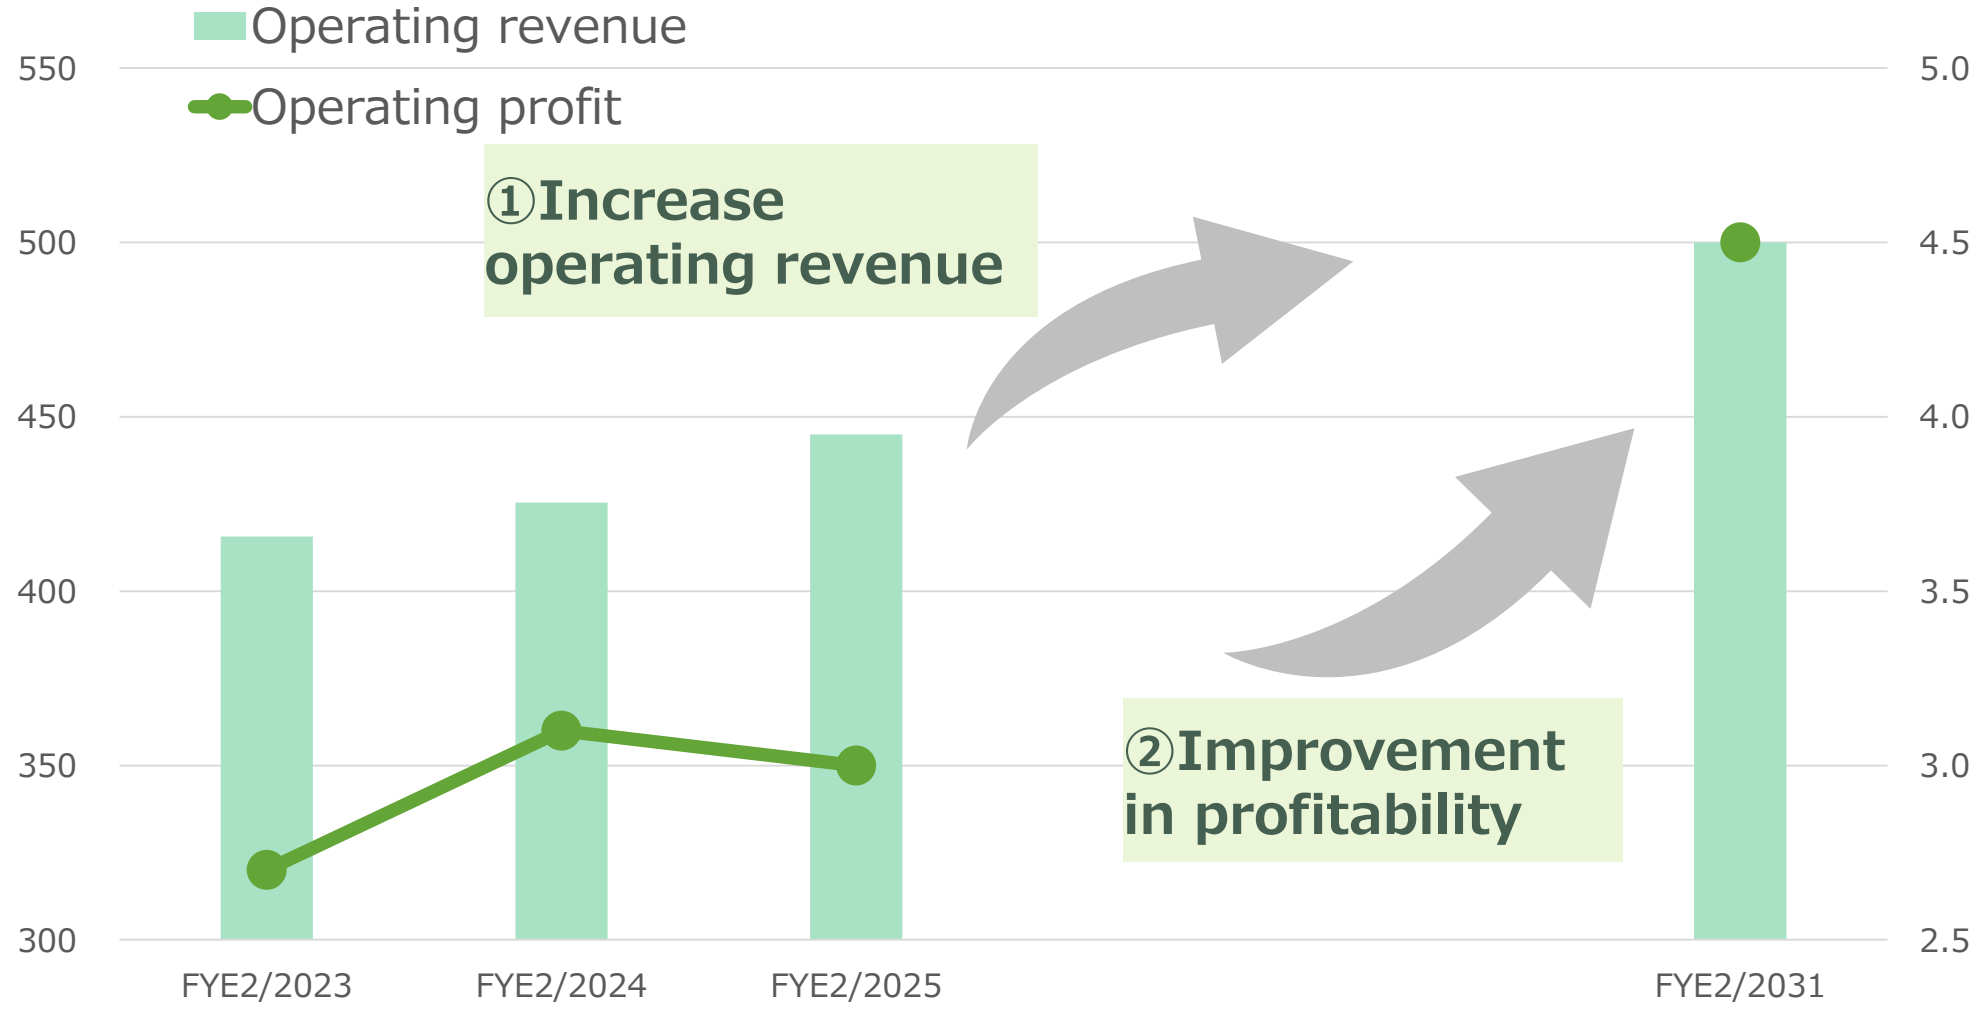 Operating revenue
Operating profit
550
500
450
400
350
300
5.0
4.5
4.0
3.5
3.0
2.5
①Increase
operating revenue
②Improvement
in profitability
FYE2/2023
FYE2/2024
FYE2/2025
FYE2/2031